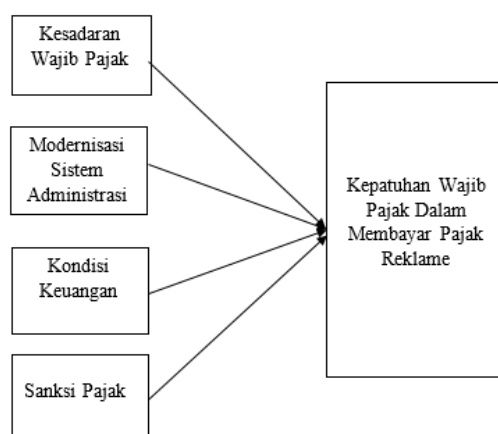 Kesadaran
Wajib Pajak
Modernisasi
Sistem
Administrasi
Kondisi
Keuangan
Sanksi Pajak
Kepatuhan Wajib
Pajak Dalam
Membayar Pajak
Reklame